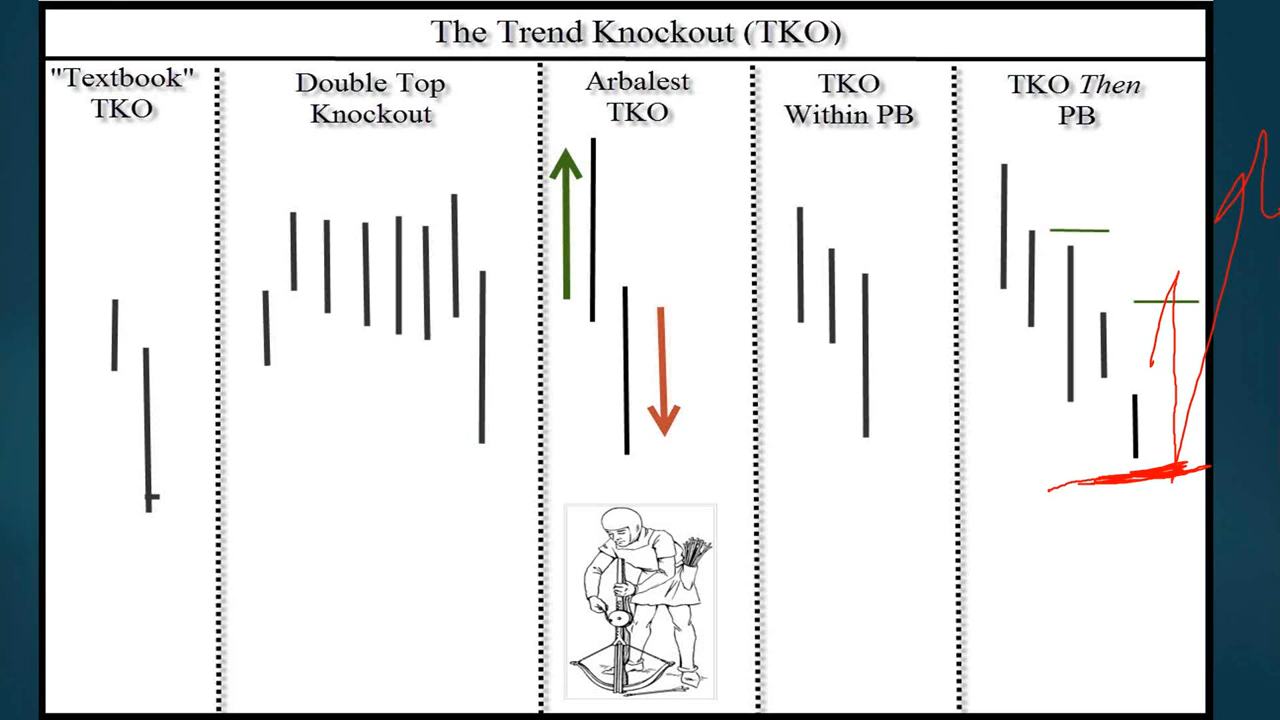 The Trend Knockout (TKO)
"Textbook"
TKO
Double Top
Knockout
Arbalest
TKO
TKO
Within PB
TKO Then
PB